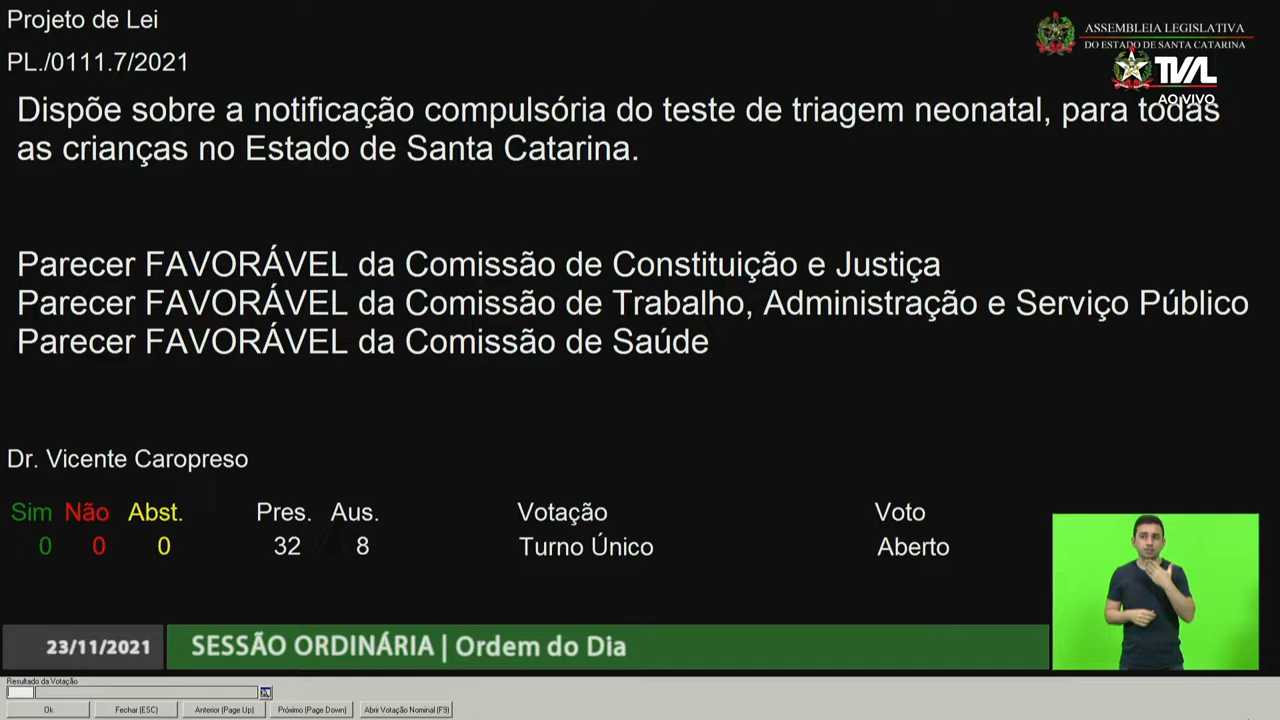 Projeto de Lei
PL./0111.7/2021
ASSEMBLEIA LEGISLATIVA
DO ESTADO DE SANTA CATARINA
TVAL
AO VIVO
Dispõe sobre a notificação compulsória do teste de triagem neonatal, para todas
as crianças no Estado de Santa Catarina.
Parecer FAVORÁVEL da Comissão de Constituição e Justiça
Parecer FAVORÁVEL da Comissão de Trabalho, Administração e Serviço Público
Parecer FAVORÁVEL da Comissão de Saúde
Dr. Vicente Caropreso
Sim Não Abst. Pres. Aus. Votação Voto
0 0 0 32 8 Turno Único Aberto
23/11/2021 SESSÃO ORDINÁRIA | Ordem do Dia
Resultado da Votação
Ok Fechar (ESC) Anterior (Page Up) Próximo (Page Down) Abrir Votação Nominal (F9)